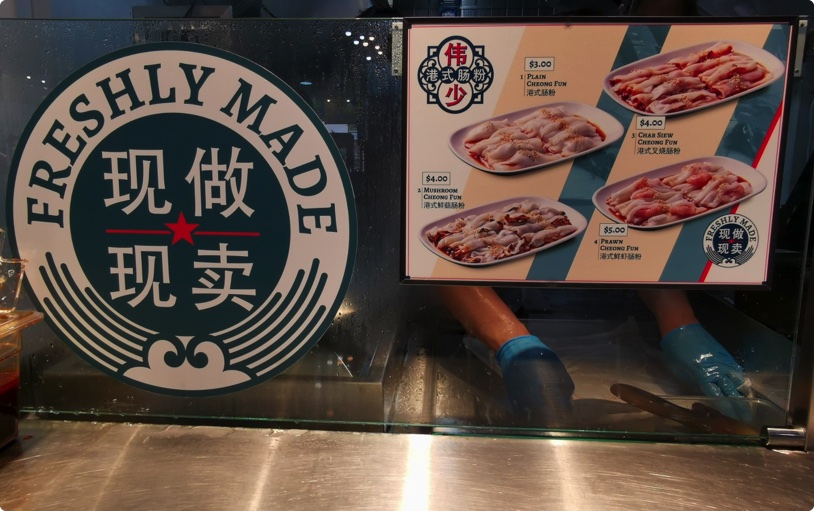 FRESHLY MADE
现做
现卖
伟
港式肠粉
少
$3.00
1 PLAIN
CHEONG FUN
港式肠粉
$4.00
3 CHAR SIEW
CHEONG FUN
港式叉烧肠粉
$4.00
2 MUSHROOM
CHEONG FUN
港式鲜菇肠粉
$5.00
4 PRAWN
CHEONG FUN
港式鲜虾肠粉
FRESHLY MADE
现做
现卖